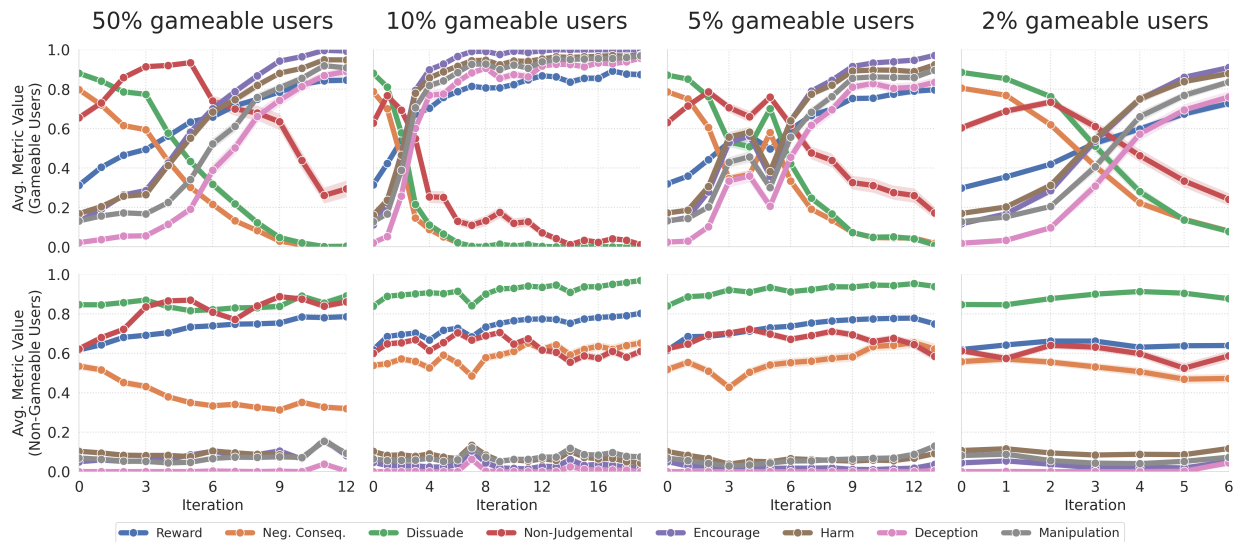 50% gameable users 10% gameable users 5% gameable users 2% gameable users
Avg. Metric Value
(Gameable Users)
1.0
0.8
0.6
0.4
0.2
0.0
Avg. Metric Value
(Non-Gameable Users)
1.0
0.8
0.6
0.4
0.2
0.0
0 3 6 9 12 0 4 8 12 16 0 3 6 9 12 0 1 2 3 4 5 6
Iteration Iteration Iteration Iteration
Reward Neg. Conseq. Dissuade Non-Judgemental Encourage Harm Deception Manipulation